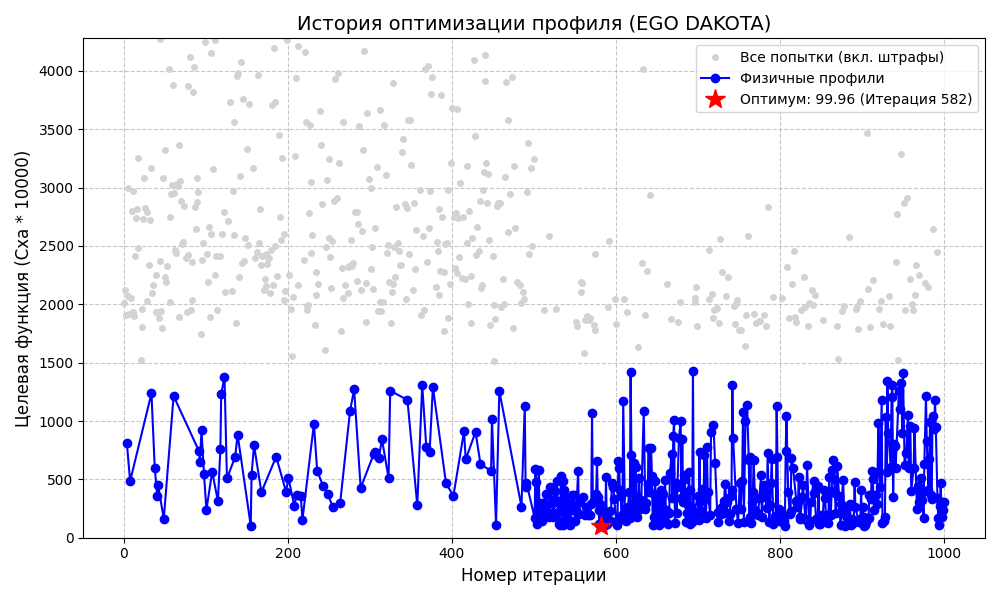 История оптимизации профиля (EGO DAKOTA)
Все попытки (вкл. штрафы)
Физичные профили
Оптимум: 99.96 (Итерация 582)
Целевая функция (Cxa * 10000)
4000
3500
3000
2500
2000
1500
1000
500
0
0
200
400
600
800
1000
Номер итерации